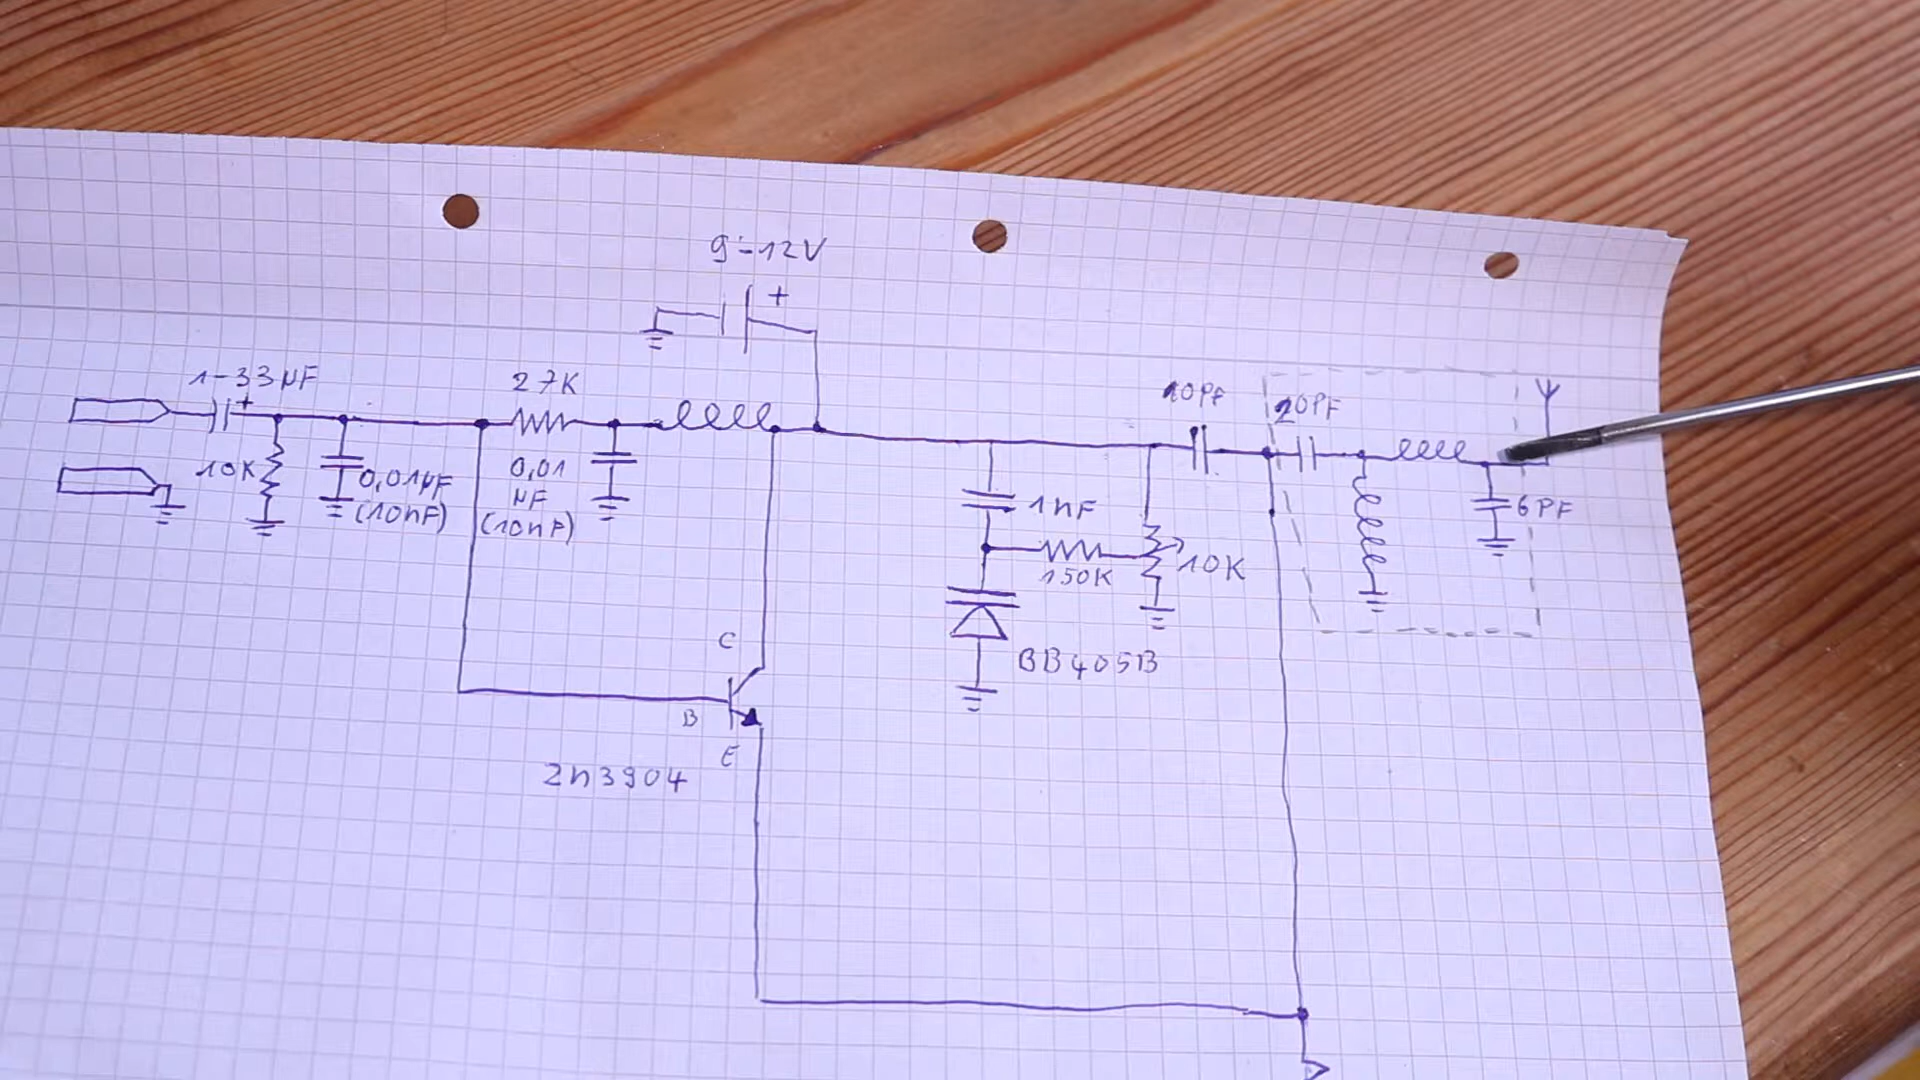 9-12V
+
1-33µF
+
27K
10PF
20PF
10K
0,01µF
(10nF)
0,01
µF
(10nF)
1nF
6PF
150K
10K
C
BB405B
B
E
2n3904